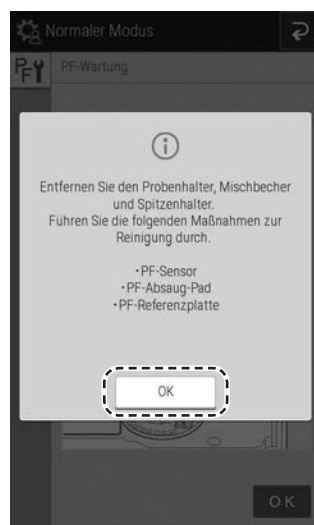 Normaler Modus
PF
PF-Wartung
Entfernen Sie den Probenhalter, Mischbecher
und Spitzenhalter.
Führen Sie die folgenden Maßnahmen zur
Reinigung durch.
・PF-Sensor
・PF-Absaug-Pad
・PF-Referenzplatte
OK
OK